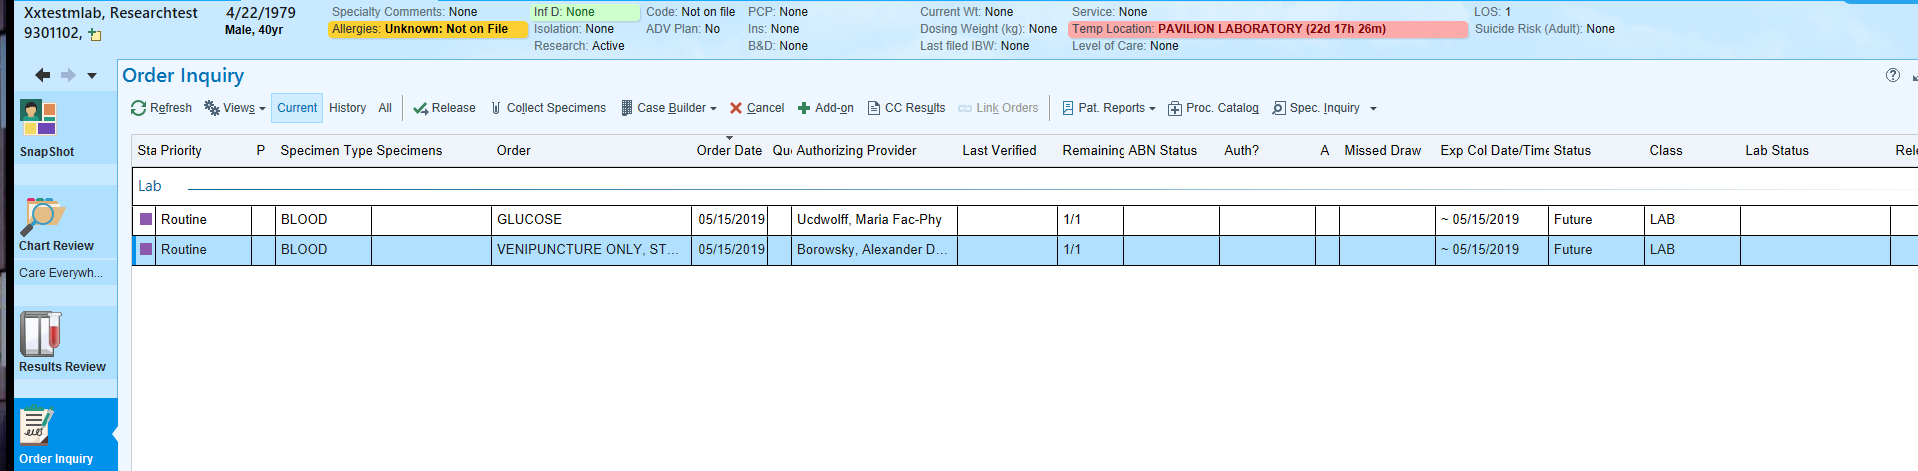 Xxtestmlab, Researchtest
9301102,
4/22/1979
Male, 40yr
Specialty Comments: None
Allergies: Unknown: Not on File
Inf D: None
Isolation: None
Research: Active
Code: Not on file
ADV Plan: No
PCP: None
Ins: None
B&D: None
Current Wt: None
Dosing Weight (kg): None
Last filed IBW: None
Service: None
Temp Location: PAVILION LABORATORY (22d 17h 26m)
Level of Care: None
LOS: 1
Suicide Risk (Adult): None
Order Inquiry
Refresh Views Current History All Release Collect Specimens Case Builder Cancel Add-on CC Results Link Orders Pat. Reports Proc. Catalog Spec. Inquiry
SnapShot
Chart Review
Care Everywh...
Results Review
Order Inquiry
Sta Priority P Specimen Type Specimens Order Order Date Qu Authorizing Provider Last Verified Remaining ABN Status Auth? A Missed Draw Exp Col Date/Time Status Class Lab Status Rele
Lab
Routine BLOOD GLUCOSE 05/15/2019 Ucdwolff, Maria Fac-Phy 1/1 ~ 05/15/2019 Future LAB
Routine BLOOD VENIPUNCTURE ONLY, ST... 05/15/2019 Borowsky, Alexander D... 1/1 ~ 05/15/2019 Future LAB